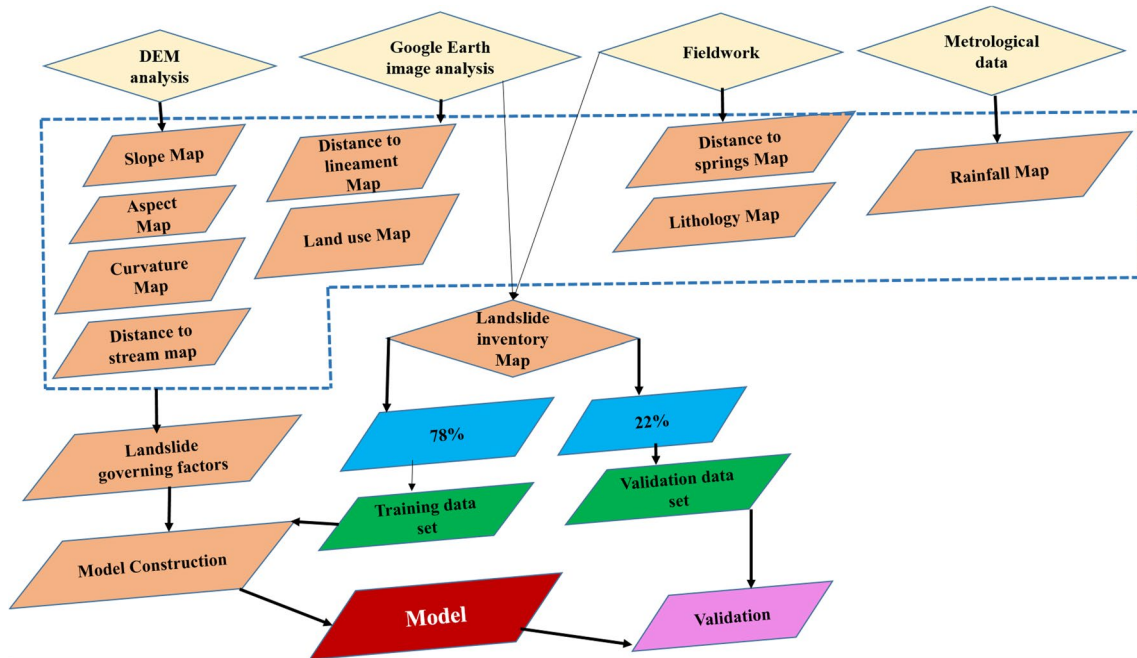 DEM
analysis
Google Earth
image analysis
Fieldwork
Metrological
data
Slope Map
Aspect
Map
Curvature
Map
Distance to
stream map
Distance to
lineament
Map
Land use Map
Distance to
springs Map
Lithology Map
Rainfall Map
Landslide
inventory
Map
78%
22%
Landslide
governing factors
Training data
set
Validation data
set
Model Construction
Model
Validation